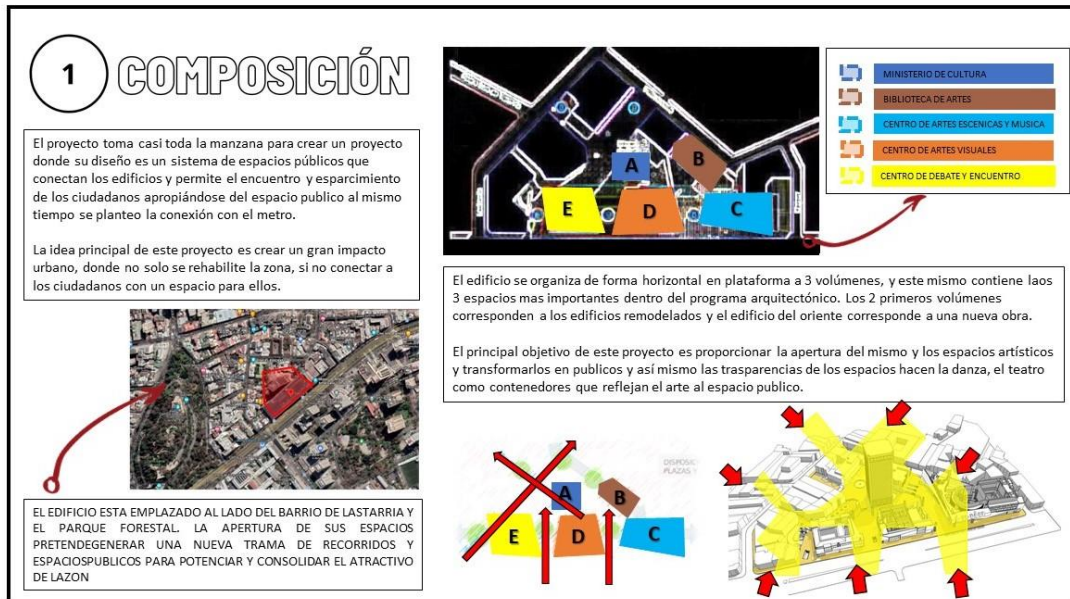 1
COMPOSICIÓN
El proyecto toma casi toda la manzana para crear un proyecto
donde su diseño es un sistema de espacios públicos que
conectan los edificios y permite el encuentro y esparcimiento
de los ciudadanos apropiándose del espacio publico al mismo
tiempo se planteo la conexión con el metro.
La idea principal de este proyecto es crear un gran impacto
urbano, donde no solo se rehabilite la zona, si no conectar a
los ciudadanos con un espacio para ellos.
EL EDIFICIO ESTA EMPLAZADO AL LADO DEL BARRIO DE LASTARRIA Y
EL PARQUE FORESTAL. LA APERTURA DE SUS ESPACIOS
PRETENDEGENERAR UNA NUEVA TRAMA DE RECORRIDOS Y
ESPACIOSPUBLICOS PARA POTENCIAR Y CONSOLIDAR EL ATRACTIVO
DE LAZON
A
B
E
D
C
MINISTERIO DE CULTURA
BIBLIOTECA DE ARTES
CENTRO DE ARTES ESCENICAS Y MUSICA
CENTRO DE ARTES VISUALES
CENTRO DE DEBATE Y ENCUENTRO
El edificio se organiza de forma horizontal en plataforma a 3 volúmenes, y este mismo contiene laos
3 espacios mas importantes dentro del programa arquitectónico. Los 2 primeros volúmenes
corresponden a los edificios remodelados y el edificio del oriente corresponde a una nueva obra.
El principal objetivo de este proyecto es proporcionar la apertura del mismo y los espacios artísticos
y transformarlos en publicos y así mismo las trasparencias de los espacios hacen la danza, el teatro
como contenedores que reflejan el arte al espacio publico.
PLAZAS Y
A
B
E
D
C